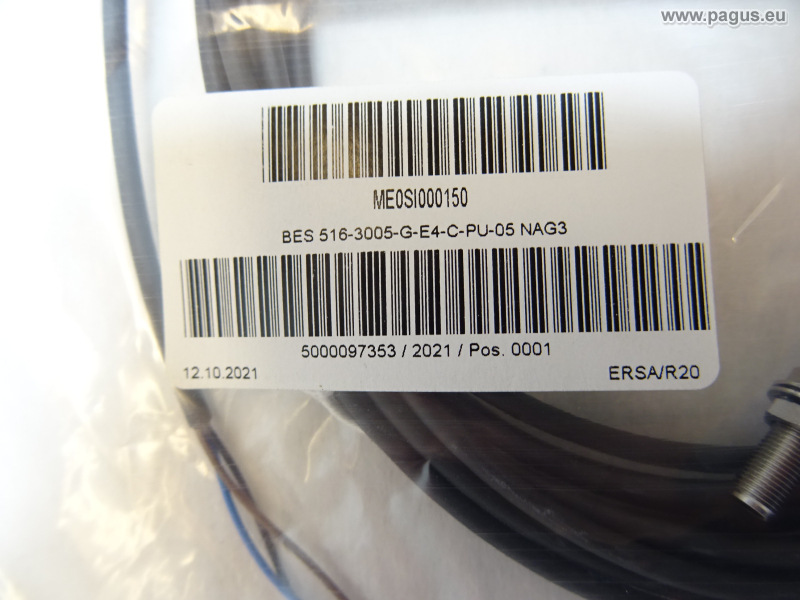 www.pagus.eu
ME0SI000150
BES 516-3005-G-E4-C-PU-05 NAG3
5000097353 / 2021 / Pos. 0001
12.10.2021
ERSA/R20